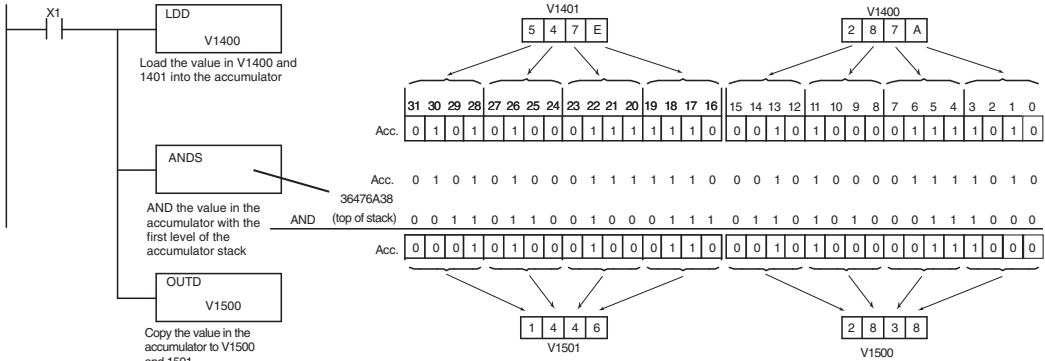 X1
LDD
V1400
Load the value in V1400 and
1401 into the accumulator
V1401
5 4 7 E
V1400
2 8 7 A
31 30 29 28 27 26 25 24 23 22 21 20 19 18 17 16 15 14 13 12 11 10 9 8 7 6 5 4 3 2 1 0
Acc. 0 1 0 1 0 1 0 0 0 1 1 1 1 1 1 0 0 0 1 0 1 0 0 0 0 1 1 1 1 0 1 0
ANDS
AND the value in the
accumulator with the
first level of the
accumulator stack
Acc. 0 1 0 1 0 1 0 0 0 1 1 1 1 1 1 0 0 0 1 0 1 0 0 0 0 1 1 1 1 0 1 0
36476A38
AND (top of stack) 0 0 1 1 0 1 1 0 0 1 0 0 0 1 1 1 0 1 1 0 1 0 1 0 0 0 1 1 1 0 0 0
Acc. 0 0 0 1 0 1 0 0 0 1 0 0 0 1 1 0 0 0 1 0 1 0 0 0 0 0 1 1 1 0 0 0
OUTD
V1500
Copy the value in the
accumulator to V1500
and 1501
1 4 4 6
V1501
2 8 3 8
V1500